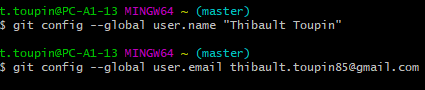 t.toupin@PC-A1-13 MINGW64 ~ (master)
$ git config --global user.name "Thibault Toupin"
t.toupin@PC-A1-13 MINGW64 ~ (master)
$ git config --global user.email thibault.toupin85@gmail.com